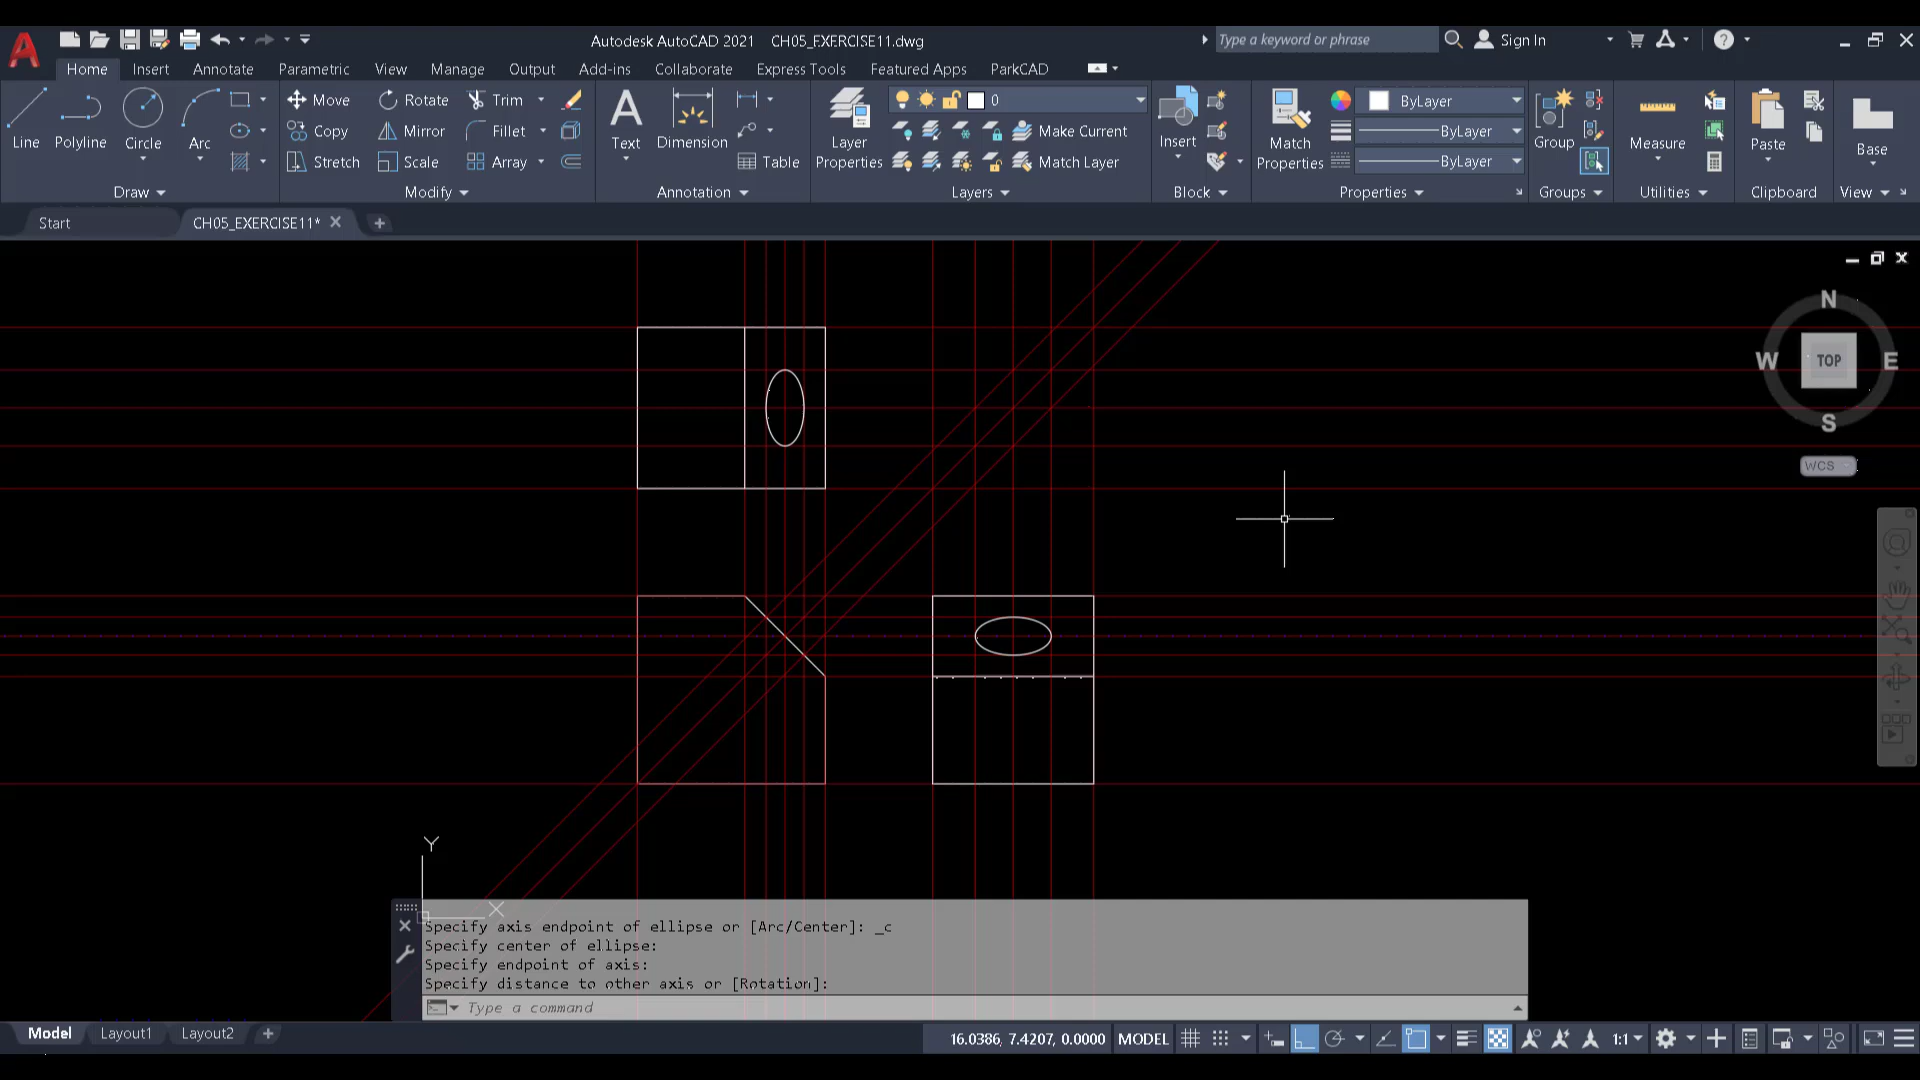 Autodesk AutoCAD 2021 CH05_EXERCISE11.dwg
Type a keyword or phrase
Sign In
Home Insert Annotate Parametric View Manage Output Add-ins Collaborate Express Tools Featured Apps ParkCAD
Line Polyline Circle Arc
Move Rotate Trim
Copy Mirror Fillet
Stretch Scale Array
Text Dimension Table
Layer Properties
0
Make Current
Match Layer
Insert
Match Properties
ByLayer
ByLayer
ByLayer
Group
Measure
Paste
Base
Draw Modify Annotation Layers Block Properties Groups Utilities Clipboard View
Start CH05_EXERCISE11*
N
W TOP E
S
WCS
Y
X
Specify axis endpoint of ellipse or [Arc/Center]: _c
Specify center of ellipse:
Specify endpoint of axis:
Specify distance to other axis or [Rotation]:
Type a command
Model Layout1 Layout2
16.0386, 7.4207, 0.0000 MODEL 1:1